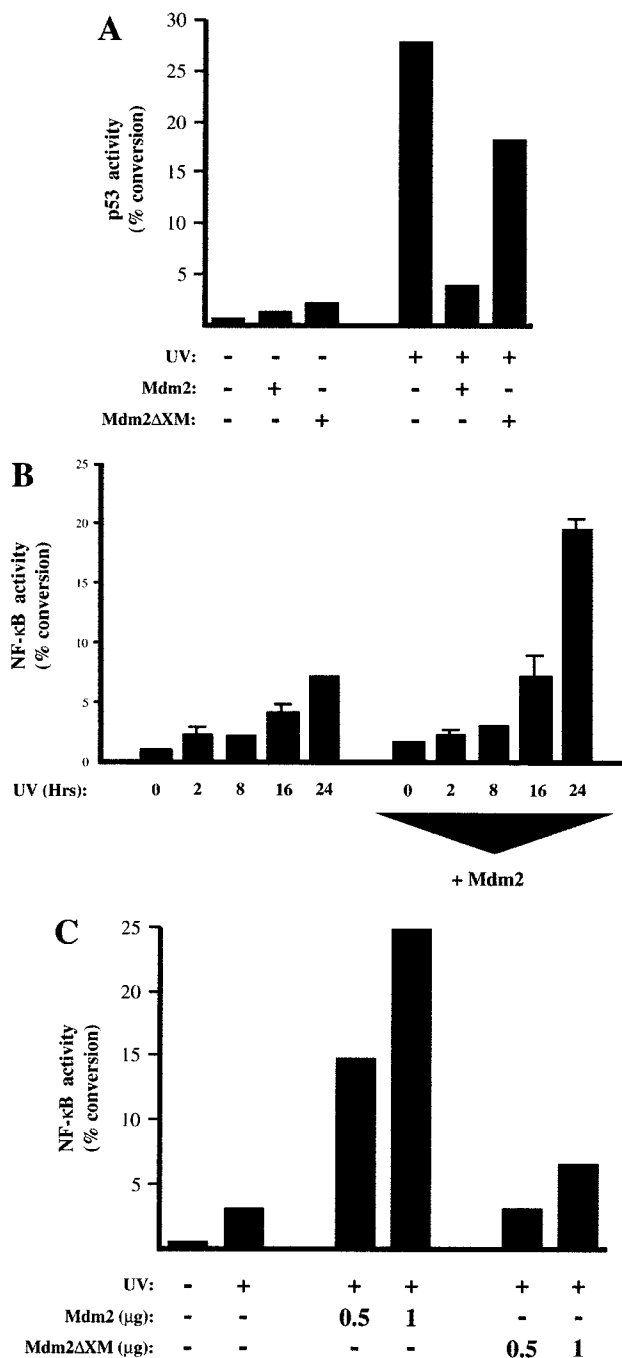 A
p53 activity
(% conversion)
30
25
20
15
10
5
UV: - - - + + +
Mdm2: - + - - + -
Mdm2ΔXM: - - + - - +
B
NF-κB activity
(% conversion)
25
20
15
10
5
0
UV (Hrs): 0 2 8 16 24 0 2 8 16 24
+ Mdm2
C
NF-κB activity
(% conversion)
25
20
15
10
5
UV: - + + + + +
Mdm2 (µg): - - 0.5 1 - -
Mdm2ΔXM (µg): - - - - 0.5 1